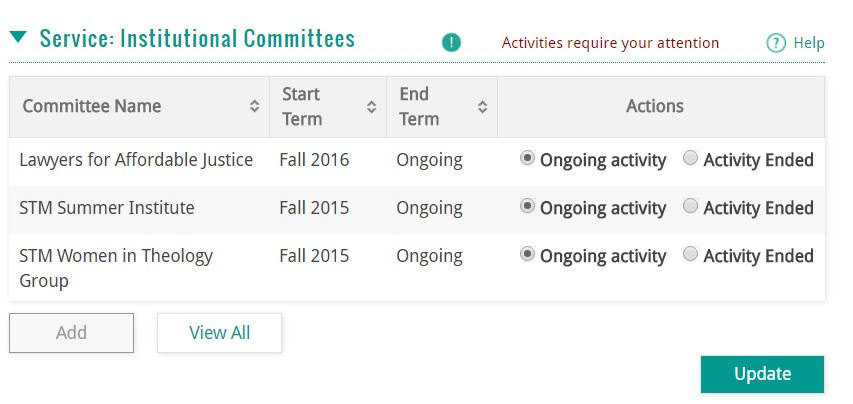 Service: Institutional Committees ! Activities require your attention ? Help
Committee Name Start Term End Term Actions
Lawyers for Affordable Justice Fall 2016 Ongoing Ongoing activity Activity Ended
STM Summer Institute Fall 2015 Ongoing Ongoing activity Activity Ended
STM Women in Theology Group Fall 2015 Ongoing Ongoing activity Activity Ended
Add View All
Update